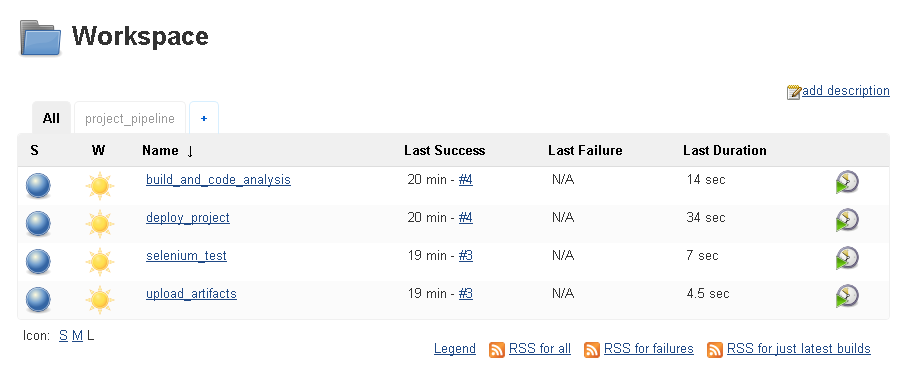 Workspace
add description
All project_pipeline +
S W Name ↓ Last Success Last Failure Last Duration
build_and_code_analysis 20 min - #4 N/A 14 sec
deploy_project 20 min - #4 N/A 34 sec
selenium_test 19 min - #3 N/A 7 sec
upload_artifacts 19 min - #3 N/A 4.5 sec
Icon: S M L
Legend RSS for all RSS for failures RSS for just latest builds